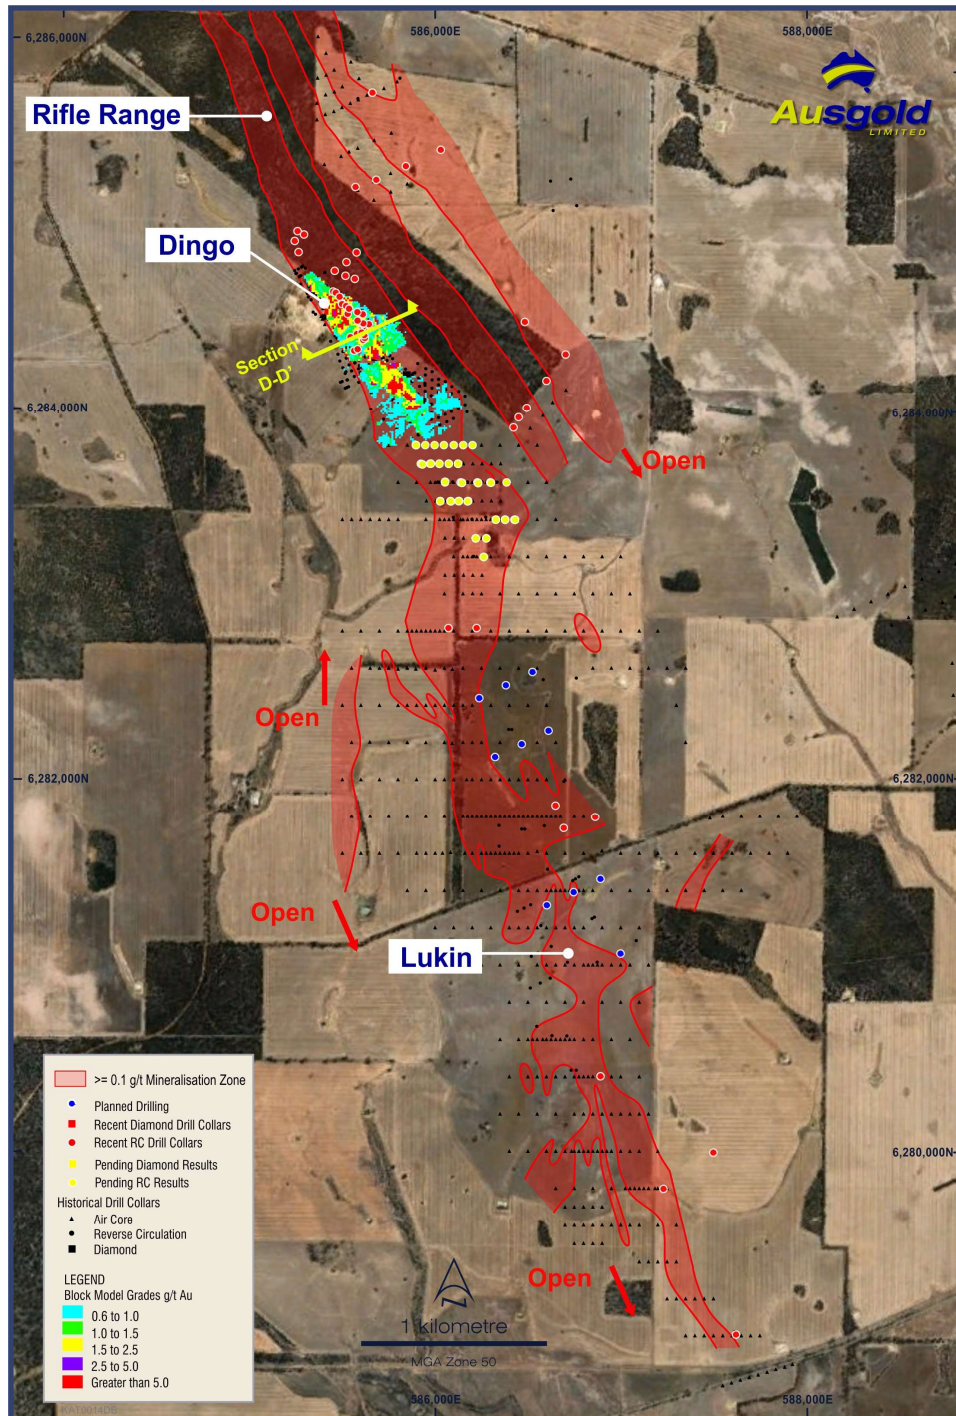 586,000E
588,000E
6,286,000N
Ausgold
LIMITED
Rifle Range
Dingo
Section
D-D'
6,284,000N
6,284,000N
Open
Open
6,282,000N
6,282,000N
Open
Lukin
>= 0.1 g/t Mineralisation Zone
Planned Drilling
Recent Diamond Drill Collars
Recent RC Drill Collars
Pending Diamond Results
Pending RC Results
Historical Drill Collars
Air Core
Reverse Circulation
Diamond
LEGEND
Block Model Grades g/t Au
0.6 to 1.0
1.0 to 1.5
1.5 to 2.5
2.5 to 5.0
Greater than 5.0
6,280,000N
Open
1 kilometre
MGA Zone 50
586,000E
588,000E